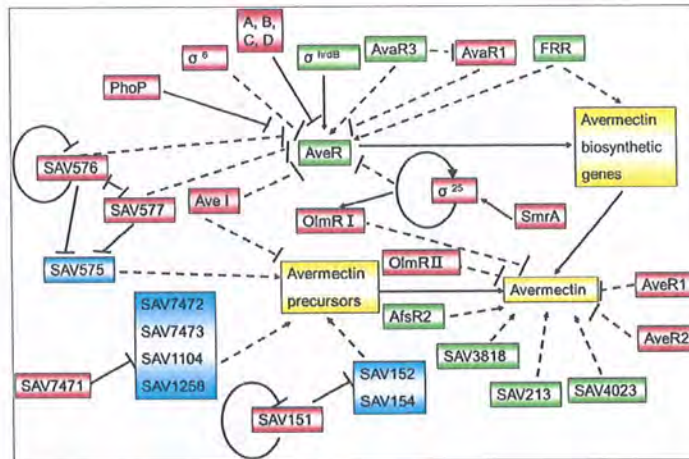 A, B,
C, D
σ 6
σ hrdB
AvaR3
AvaR1
FRR
PhoP
AveR
Avermectin
biosynthetic
genes
SAV576
SAV577
Ave I
σ 25
OlmR I
SmrA
SAV575
OlmR II
Avermectin
precursors
Avermectin
AveR1
AveR2
AfsR2
SAV7472
SAV7473
SAV1104
SAV1258
SAV3818
SAV213
SAV4023
SAV7471
SAV152
SAV154
SAV151